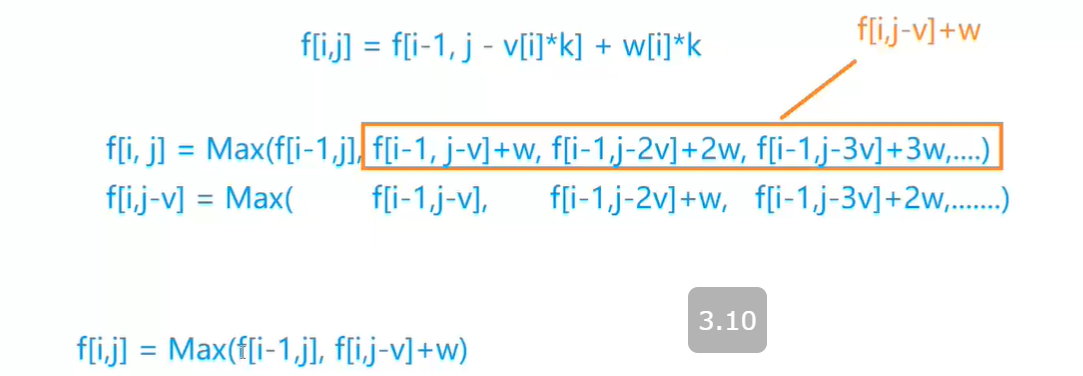 f[i,j-v]+w
f[i,j] = f[i-1, j - v[i]*k] + w[i]*k
f[i, j] = Max(f[i-1,j], f[i-1, j-v]+w, f[i-1,j-2v]+2w, f[i-1,j-3v]+3w,....)
f[i,j-v] = Max( f[i-1,j-v], f[i-1,j-2v]+w, f[i-1,j-3v]+2w,.......)
3.10
f[i,j] = Max(f[i-1,j], f[i,j-v]+w)